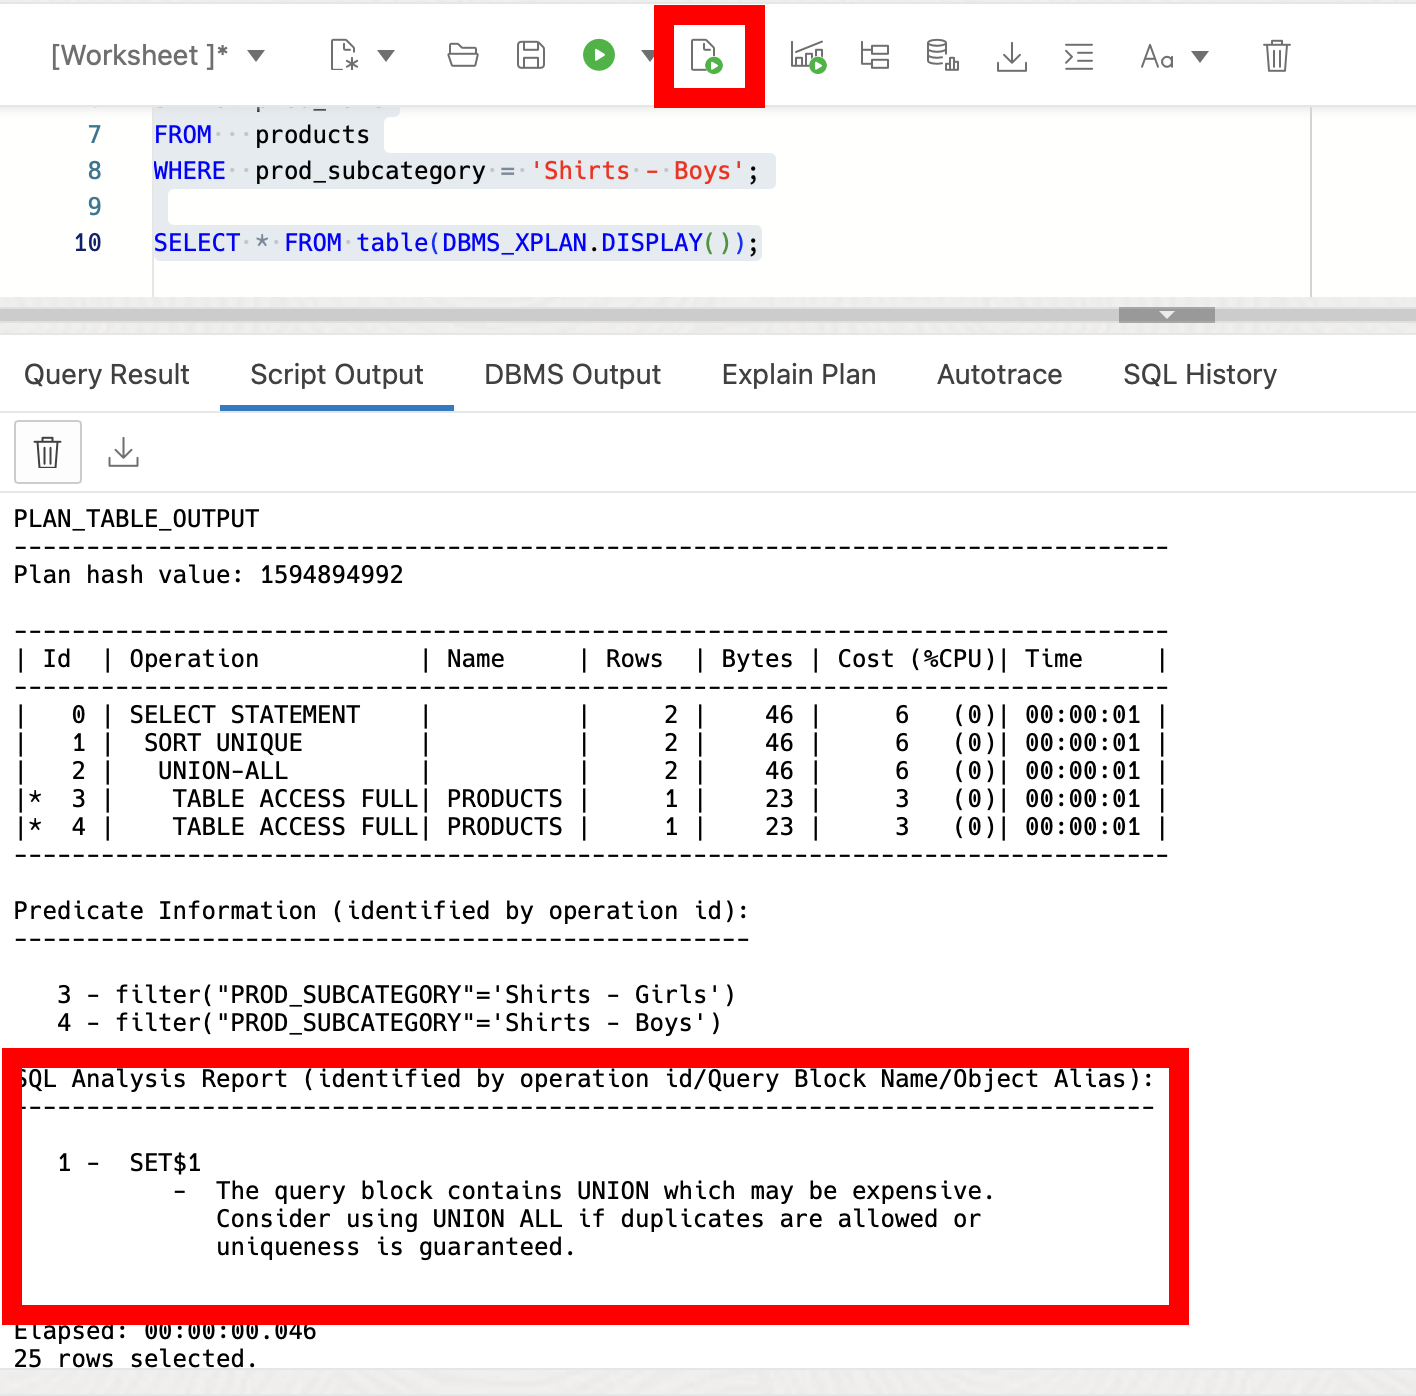 [Worksheet ]*
Aa
7 FROM products
8 WHERE prod_subcategory = 'Shirts - Boys';
9
10 SELECT * FROM table(DBMS_XPLAN.DISPLAY());
Query Result Script Output DBMS Output Explain Plan Autotrace SQL History
PLAN_TABLE_OUTPUT
--------------------------------------------------------------------------------
Plan hash value: 1594894992
--------------------------------------------------------------------------------
| Id  | Operation           | Name     | Rows  | Bytes | Cost (%CPU)| Time     |
--------------------------------------------------------------------------------
|   0 | SELECT STATEMENT    |          |     2 |    46 |     6   (0)| 00:00:01 |
|   1 |  SORT UNIQUE        |          |     2 |    46 |     6   (0)| 00:00:01 |
|   2 |   UNION-ALL         |          |     2 |    46 |     6   (0)| 00:00:01 |
|*  3 |    TABLE ACCESS FULL| PRODUCTS |     1 |    23 |     3   (0)| 00:00:01 |
|*  4 |    TABLE ACCESS FULL| PRODUCTS |     1 |    23 |     3   (0)| 00:00:01 |
--------------------------------------------------------------------------------
Predicate Information (identified by operation id):
---------------------------------------------------
3 - filter("PROD_SUBCATEGORY"='Shirts - Girls')
4 - filter("PROD_SUBCATEGORY"='Shirts - Boys')
SQL Analysis Report (identified by operation id/Query Block Name/Object Alias):
-------------------------------------------------------------------------------
1 -  SET$1
-  The query block contains UNION which may be expensive.
Consider using UNION ALL if duplicates are allowed or
uniqueness is guaranteed.
Elapsed: 00:00:00.046
25 rows selected.